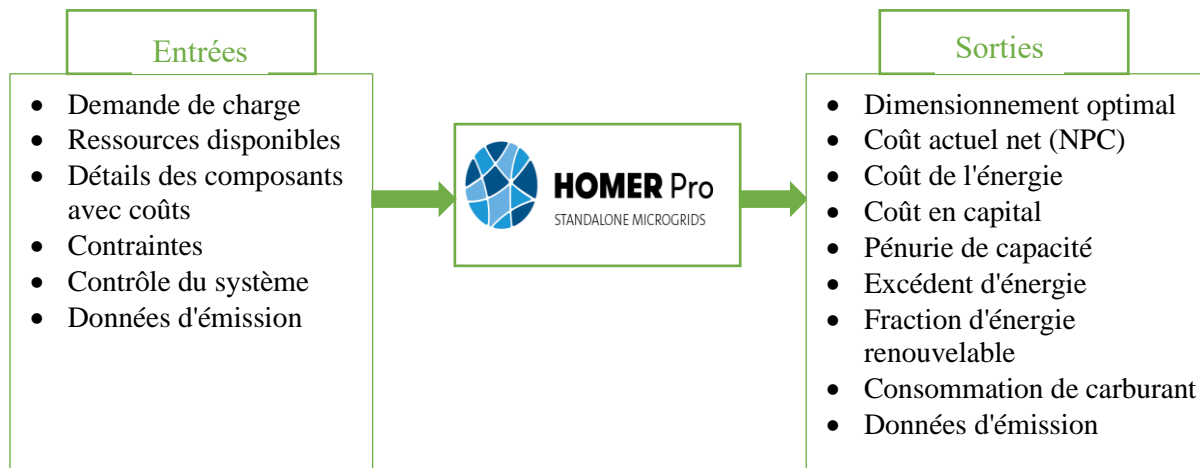 Entrées
• Demande de charge
• Ressources disponibles
• Détails des composants
avec coûts
• Contraintes
• Contrôle du système
• Données d'émission
HOMER Pro
STANDALONE MICROGRIDS
Sorties
• Dimensionnement optimal
• Coût actuel net (NPC)
• Coût de l'énergie
• Coût en capital
• Pénurie de capacité
• Excédent d'énergie
• Fraction d'énergie
renouvelable
• Consommation de carburant
• Données d'émission